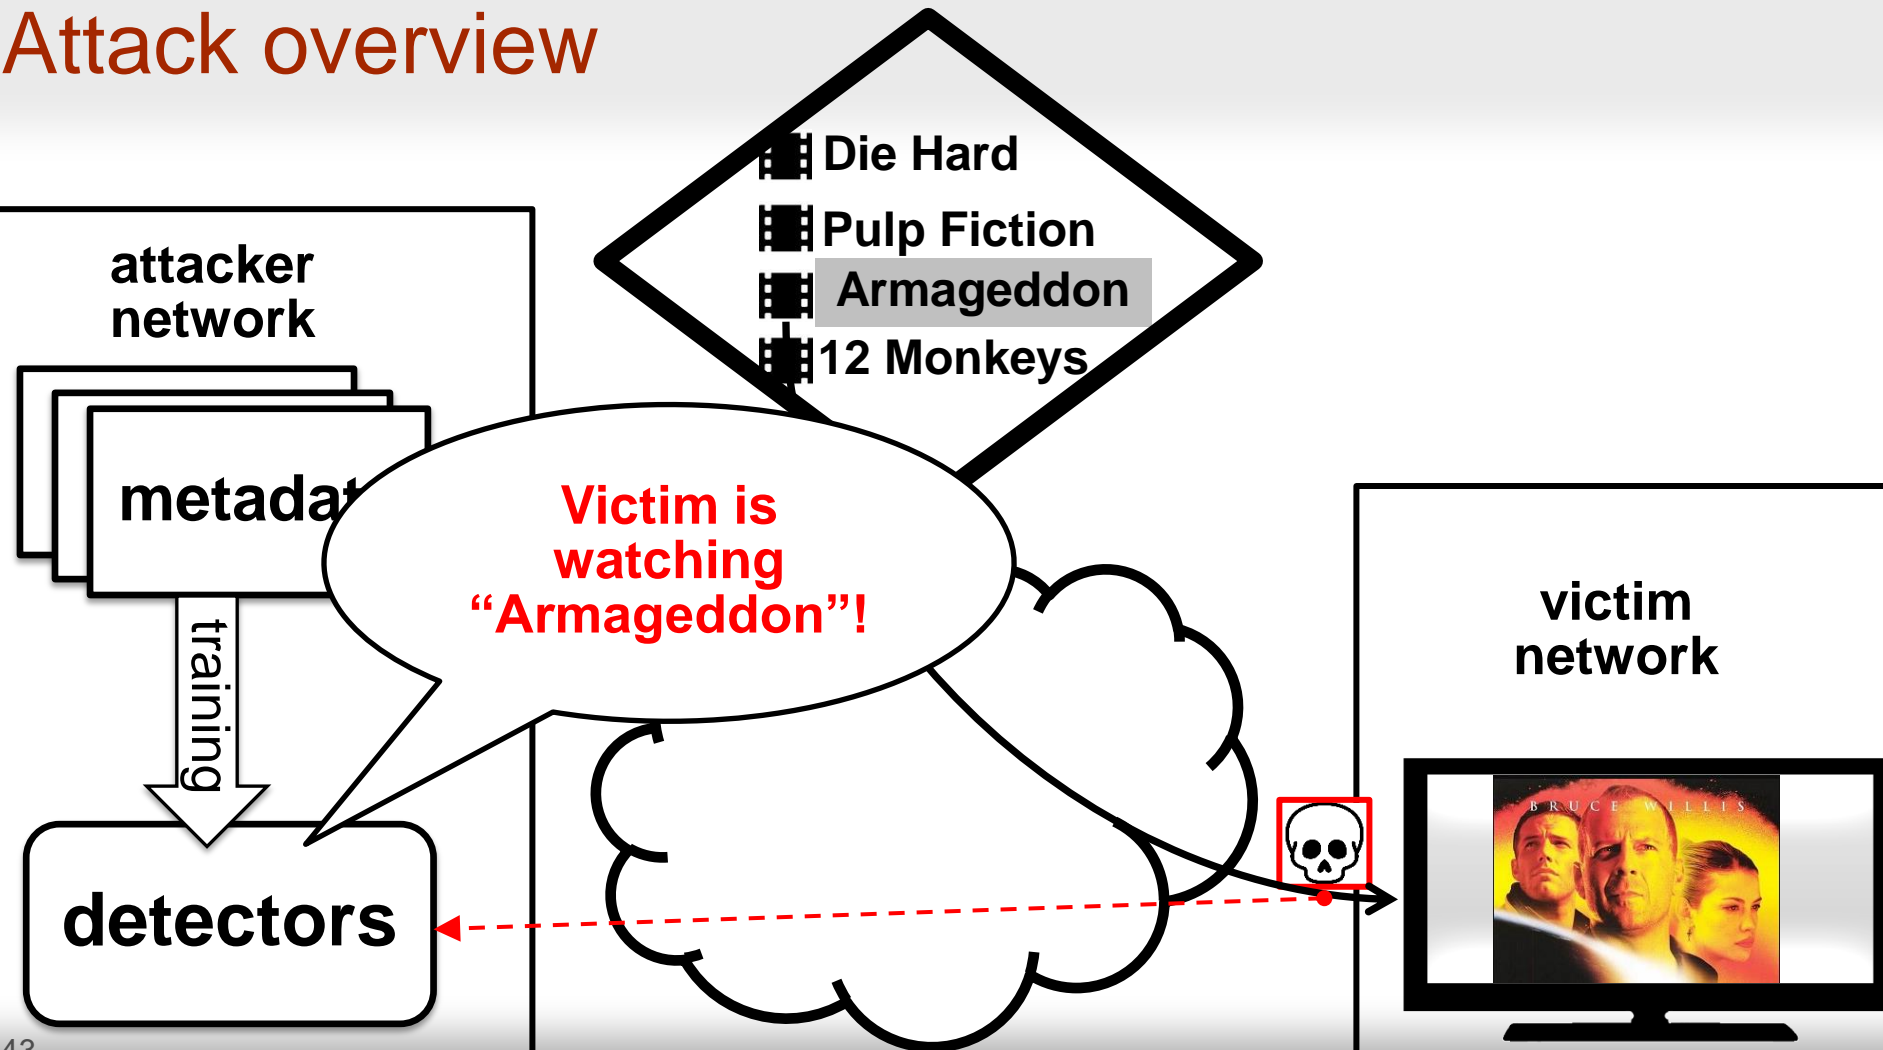 Attack overview
Die Hard
Pulp Fiction
Armageddon
12 Monkeys
attacker
network
metadat
Victim is
watching
“Armageddon”!
training
detectors
victim
network
BRUCE WILLIS
43